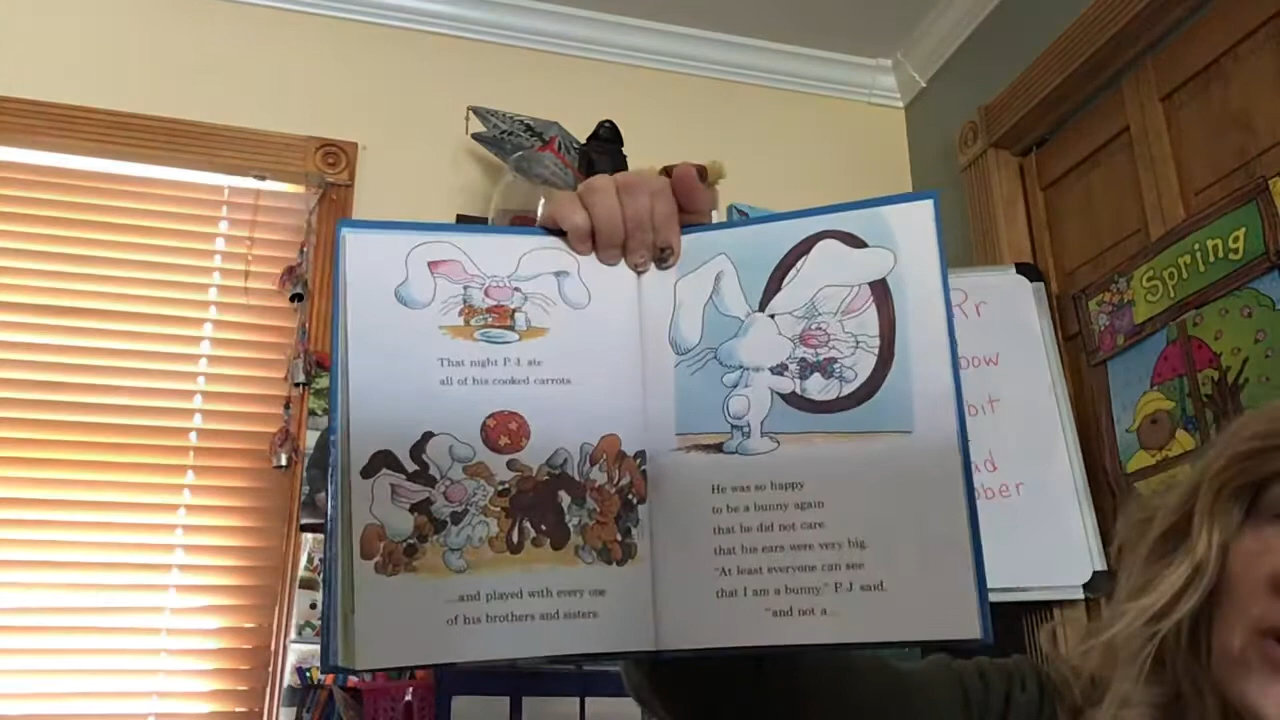 That night P. J. ate
all of his cooked carrots...
...and played with every one
of his brothers and sisters.
He was so happy
to be a bunny again
that he did not care
that his ears were very big.
"At least everyone can see
that I am a bunny," P. J. said,
"and not a...
Rr
bow
bit
ad
ober
Spring